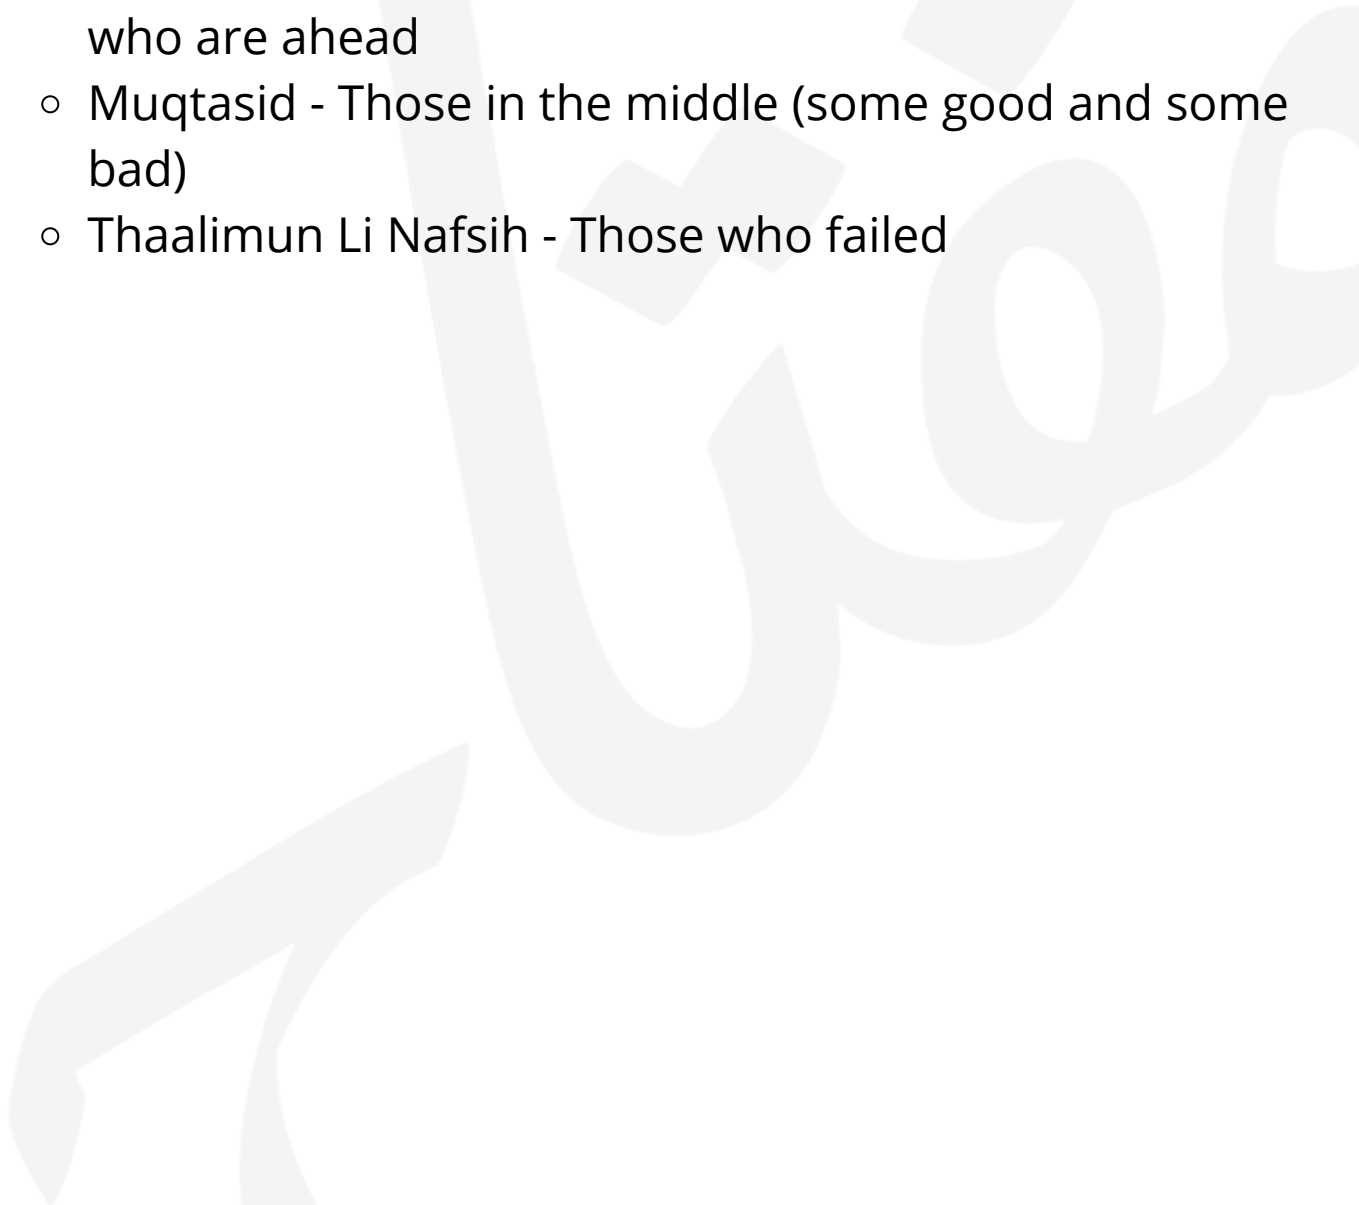 who are ahead
◦ Muqtasid - Those in the middle (some good and some
bad)
◦ Thaalimun Li Nafsih - Those who failed